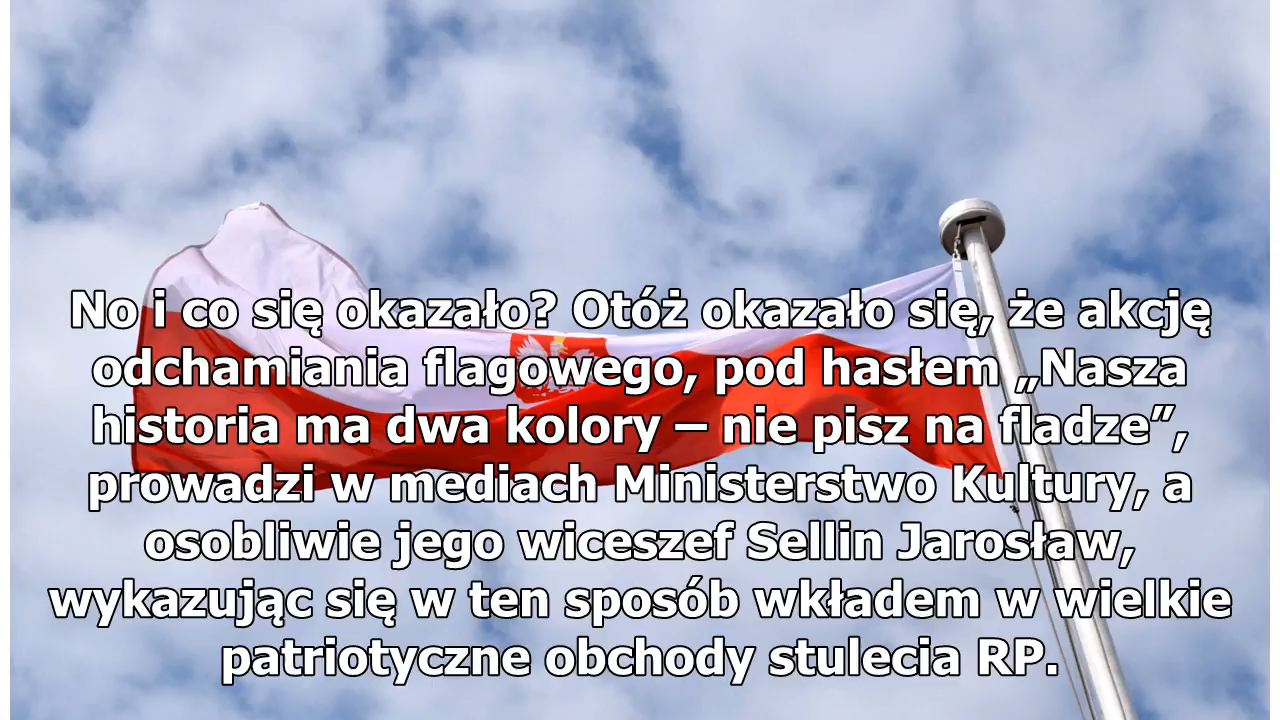 No i co się okazało? Otóż okazało się, że akcję
odchamiania flagowego, pod hasłem „Nasza
historia ma dwa kolory – nie pisz na fladze”,
prowadzi w mediach Ministerstwo Kultury, a
osobliwie jego wiceszef Sellin Jarosław,
wykazując się w ten sposób wkładem w wielkie
patriotyczne obchody stulecia RP.